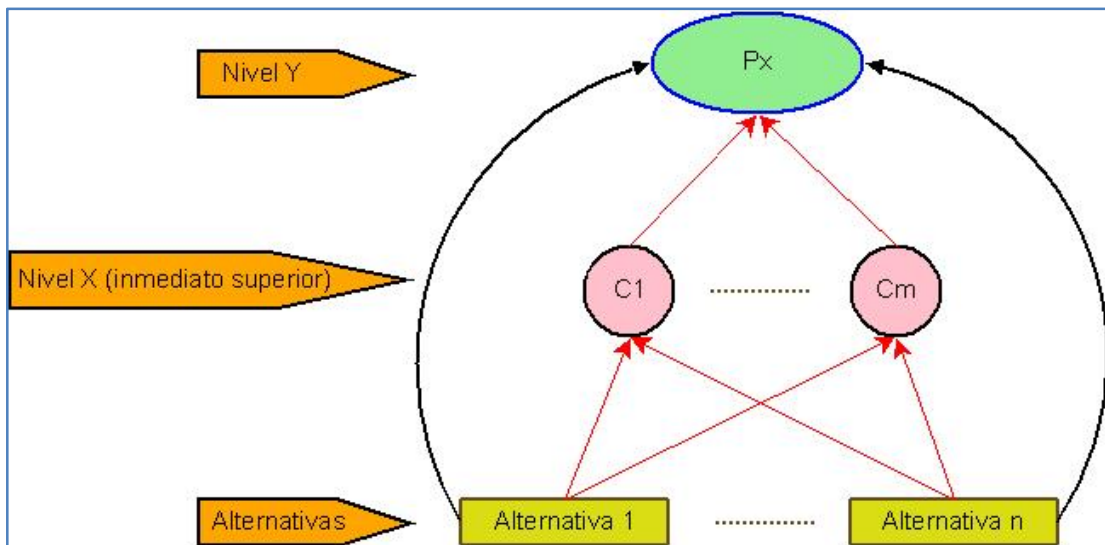 Nivel Y
Px
Nivel X (inmediato superior)
C1
Cm
Alternativas
Alternativa 1
Alternativa n